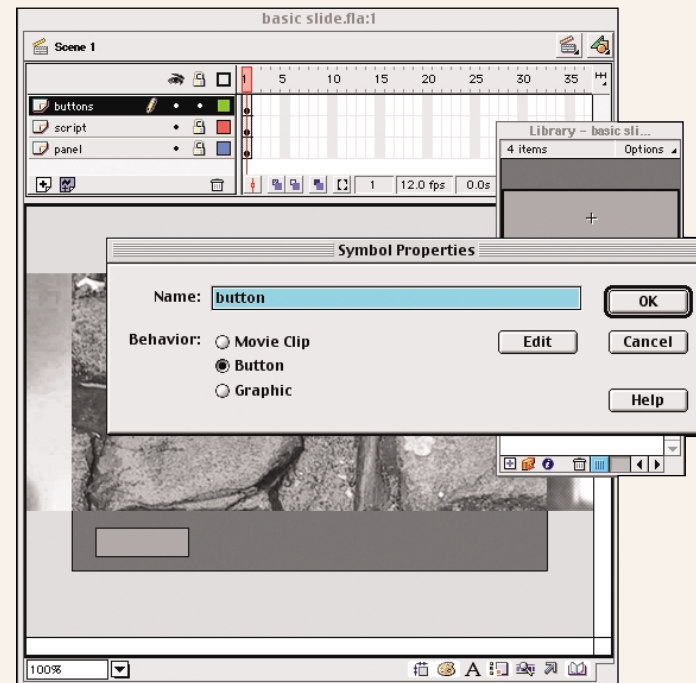 basic slide.fla:1
Scene 1
1 5 10 15 20 25 30 35
buttons
script
panel
1 12.0 fps 0.0s
Library - basic sli...
4 items Options
Symbol Properties
Name: button OK
Behavior: Movie Clip Edit Cancel
Button
Graphic Help
100% A